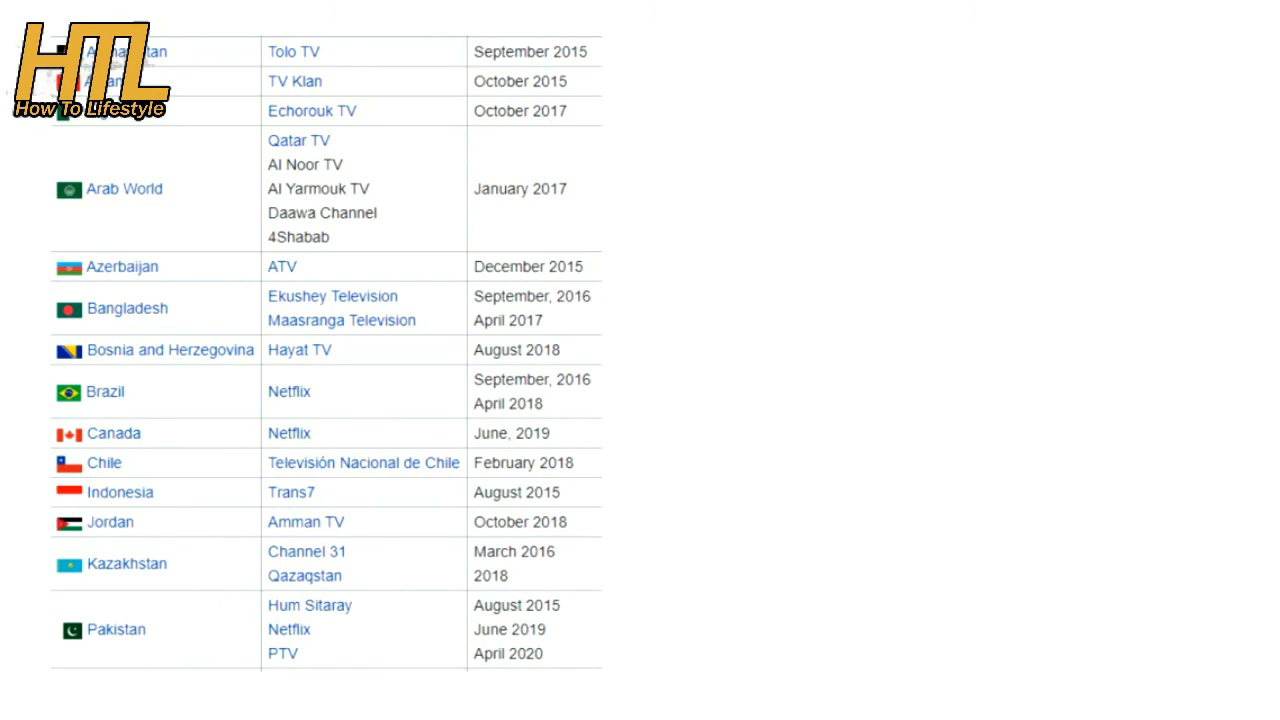 HTL
How To Lifestyle
Tolo TV September 2015
TV Klan October 2015
Echorouk TV October 2017
Arab World
Qatar TV
Al Noor TV
Al Yarmouk TV
Daawa Channel
4Shabab
January 2017
Azerbaijan ATV December 2015
Bangladesh
Ekushey Television September, 2016
Maasranga Television April 2017
Bosnia and Herzegovina Hayat TV August 2018
Brazil Netflix
September, 2016
April 2018
Canada Netflix June, 2019
Chile Televisión Nacional de Chile February 2018
Indonesia Trans7 August 2015
Jordan Amman TV October 2018
Kazakhstan
Channel 31 March 2016
Qazaqstan 2018
Pakistan
Hum Sitaray August 2015
Netflix June 2019
PTV April 2020